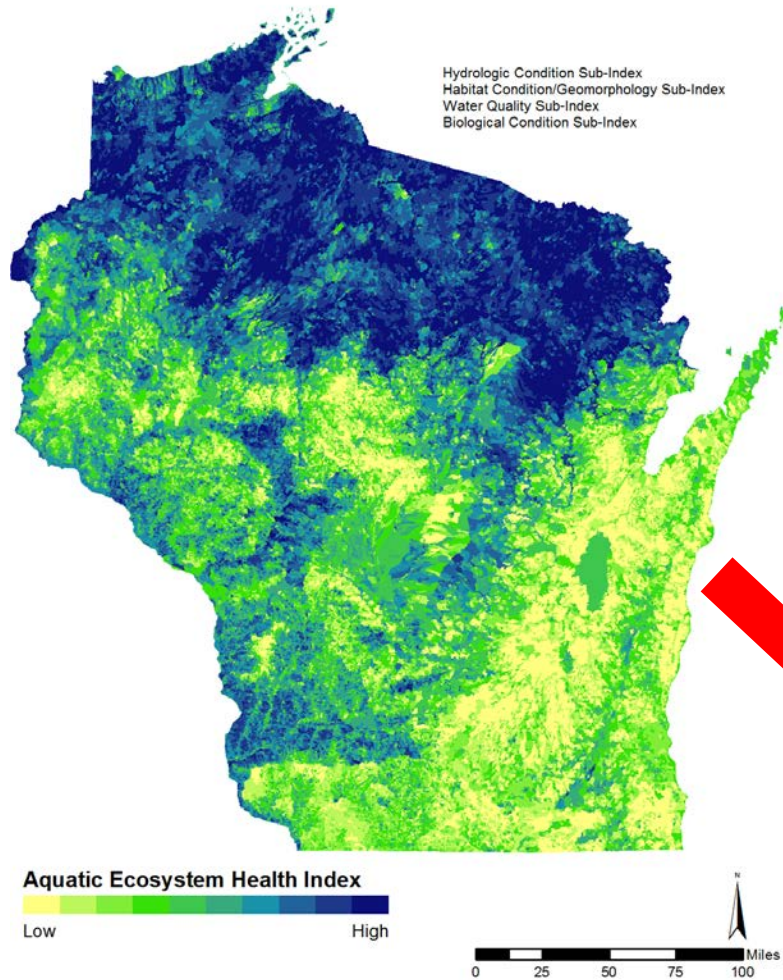 Hydrologic Condition Sub-Index
Habitat Condition/Geomorphology Sub-Index
Water Quality Sub-Index
Biological Condition Sub-Index
Aquatic Ecosystem Health Index
Low High
N
Miles
0 25 50 75 100